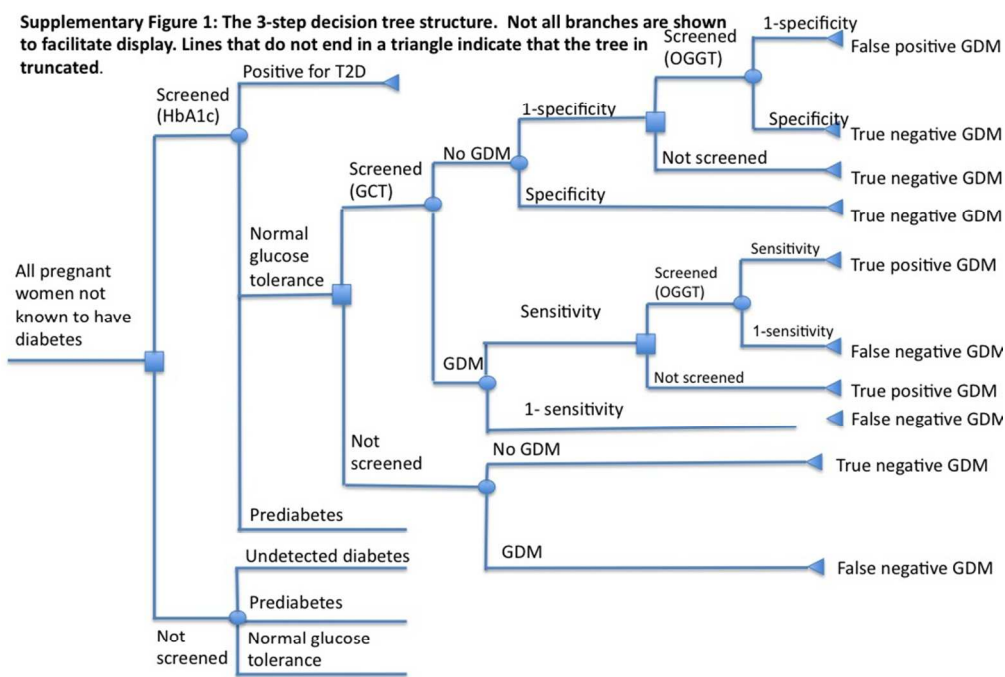 Supplementary Figure 1: The 3-step decision tree structure. Not all branches are shown
to facilitate display. Lines that do not end in a triangle indicate that the tree in
truncated.
Screened
(HbA1c)
Positive for T2D
Screened
(OGGT)
1-specificity
False positive GDM
Specificity
True negative GDM
1-specificity
Not screened
True negative GDM
No GDM
Specificity
True negative GDM
Screened
(GCT)
Normal
glucose
tolerance
All pregnant
women not
known to have
diabetes
Sensitivity
True positive GDM
Screened
(OGGT)
1-sensitivity
False negative GDM
Sensitivity
GDM
Not screened
True positive GDM
1- sensitivity
False negative GDM
Not
screened
No GDM
True negative GDM
GDM
False negative GDM
Prediabetes
Undetected diabetes
Prediabetes
Not
screened
Normal glucose
tolerance